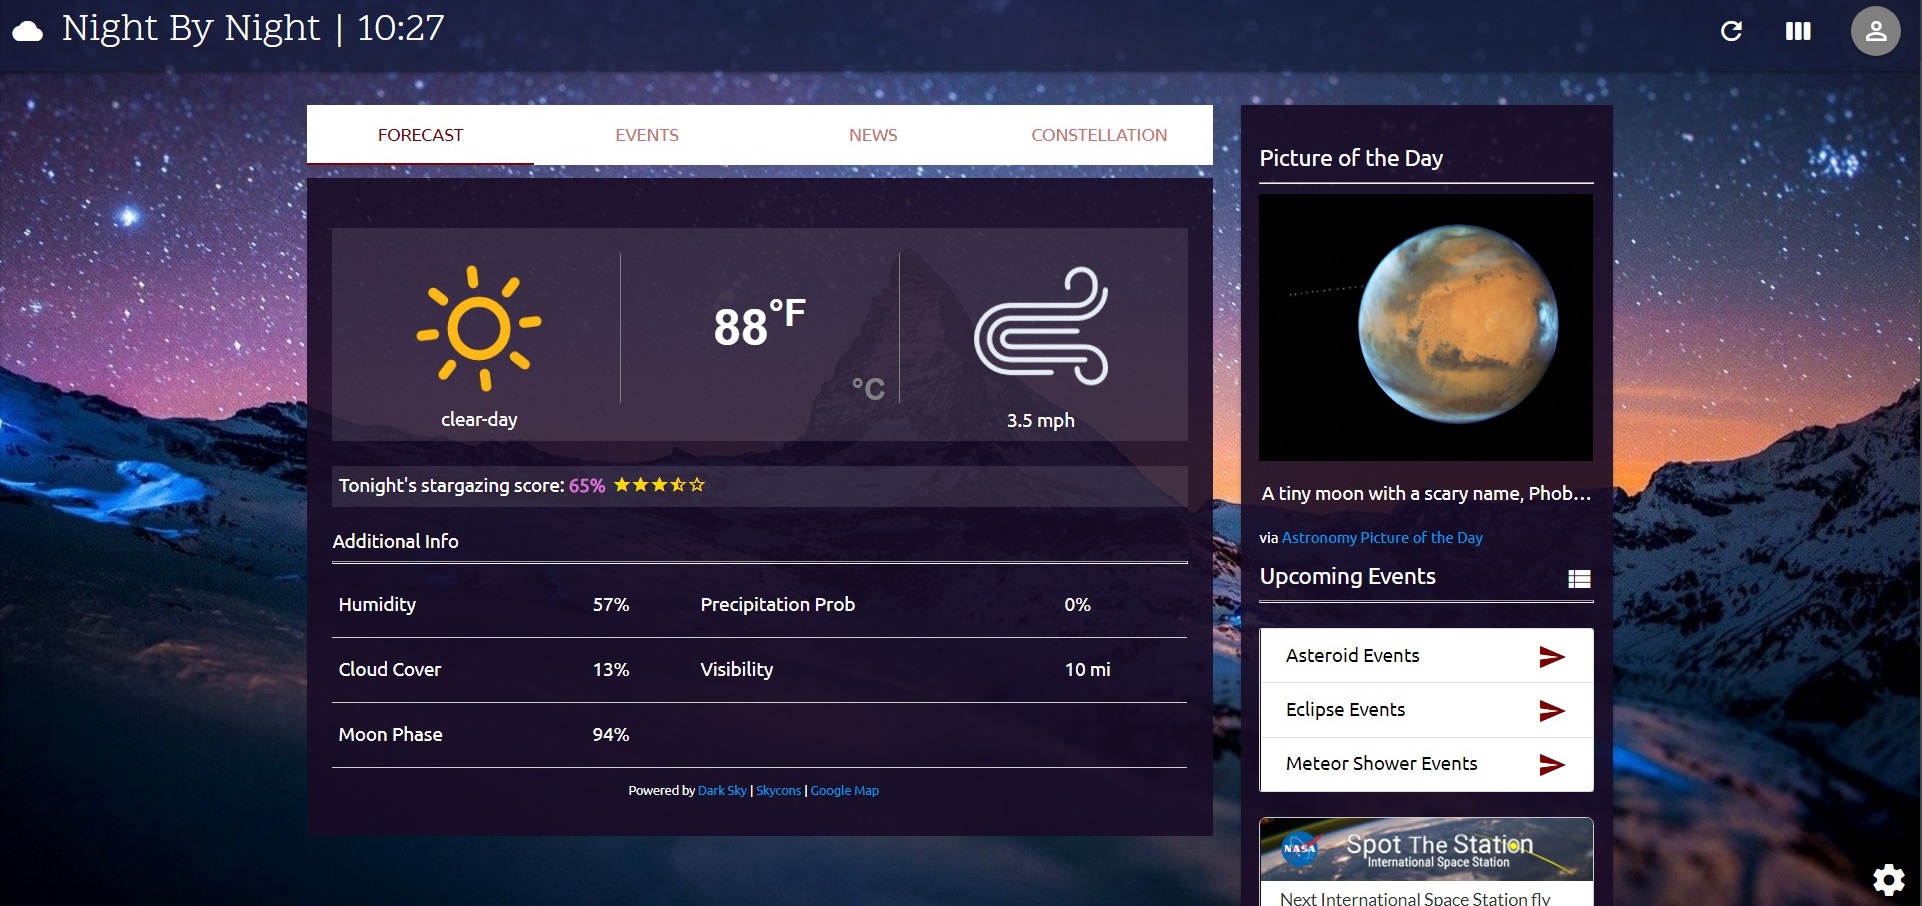 Night By Night | 10:27
FORECAST EVENTS NEWS CONSTELLATION
88°F
°C
clear-day
3.5 mph
Tonight's stargazing score: 65%
Additional Info
Humidity 57% Precipitation Prob 0%
Cloud Cover 13% Visibility 10 mi
Moon Phase 94%
Powered by Dark Sky | Skycons | Google Map
Picture of the Day
A tiny moon with a scary name, Phob...
via Astronomy Picture of the Day
Upcoming Events
Asteroid Events
Eclipse Events
Meteor Shower Events
NASA
Spot The Station
International Space Station
Next International Space Station fly